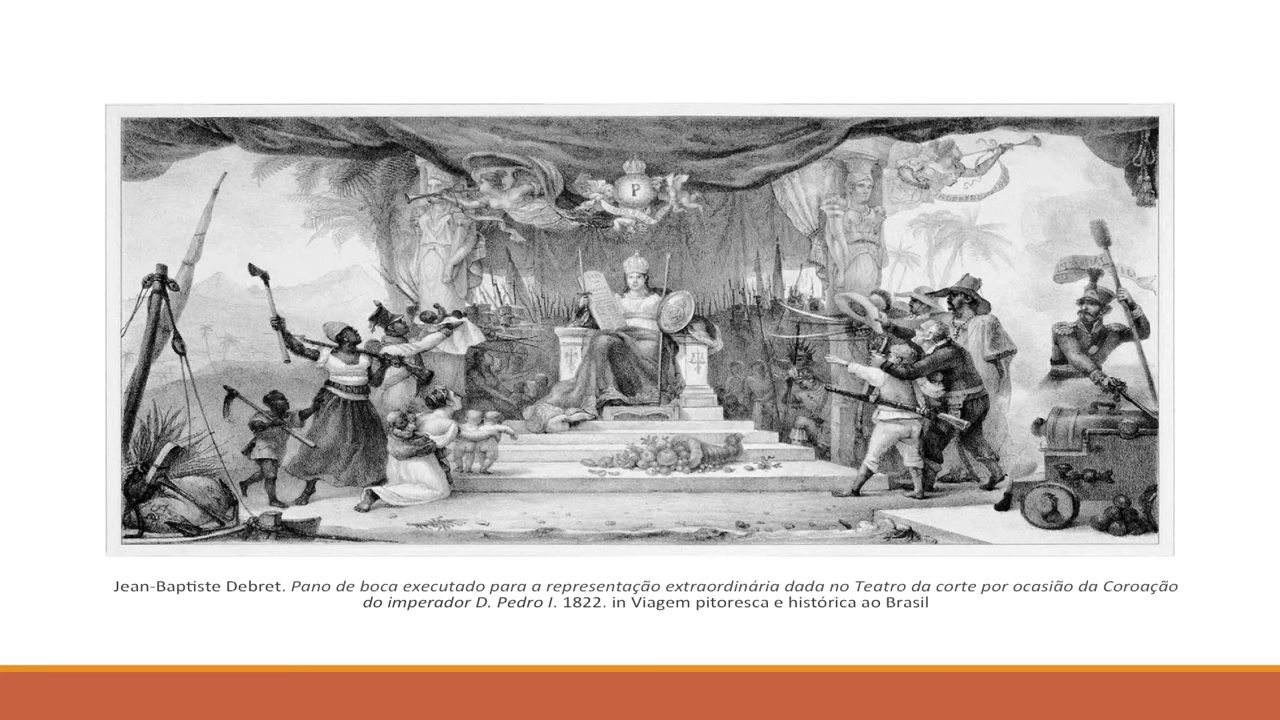 P
Jean-Baptiste Debret. Pano de boca executado para a representação extraordinária dada no Teatro da corte por ocasião da Coroação
do imperador D. Pedro I. 1822. in Viagem pitoresca e histórica ao Brasil